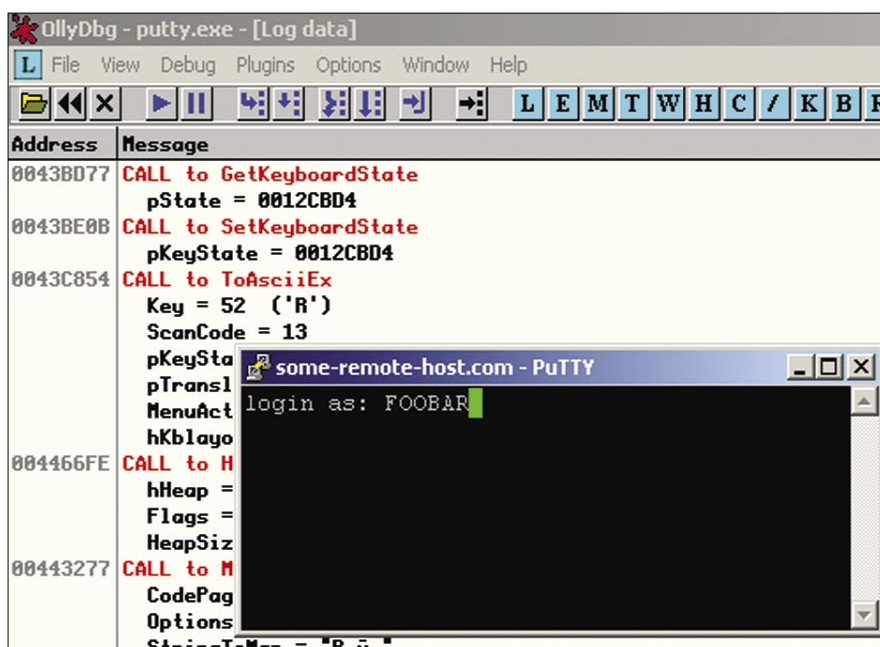 OllyDbg - putty.exe - [Log data]
L File View Debug Plugins Options Window Help
L E M T W H C / K B R
Address Message
0043BD77 CALL to GetKeyboardState
pState = 0012CBD4
0043BE0B CALL to SetKeyboardState
pKeyState = 0012CBD4
0043C854 CALL to ToAsciiEx
Key = 52 ('R')
ScanCode = 13
pKeySta
pTransl
MenuAct
hKblayo
004466FE CALL to H
hHeap =
Flags =
HeapSiz
00443277 CALL to M
CodePag
Options
some-remote-host.com - PuTTY
login as: FOOBAR